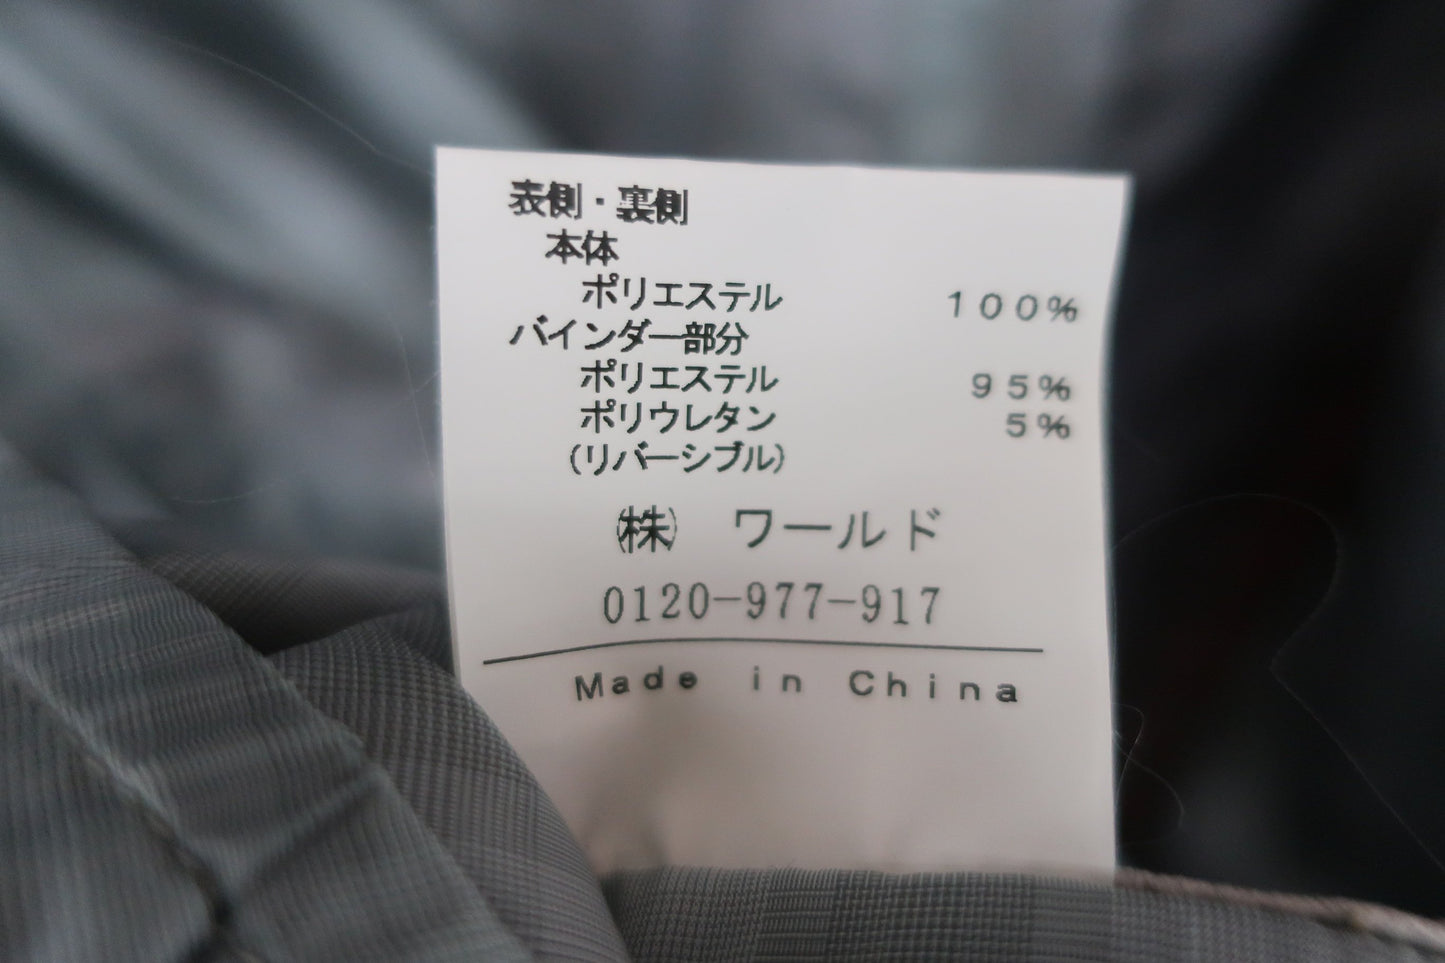 表側・裏側
本体
ポリエステル 100%
バインダー部分
ポリエステル 95%
ポリウレタン 5%
(リバーシブル)
㈱ ワールド
0120-977-917
Made in China